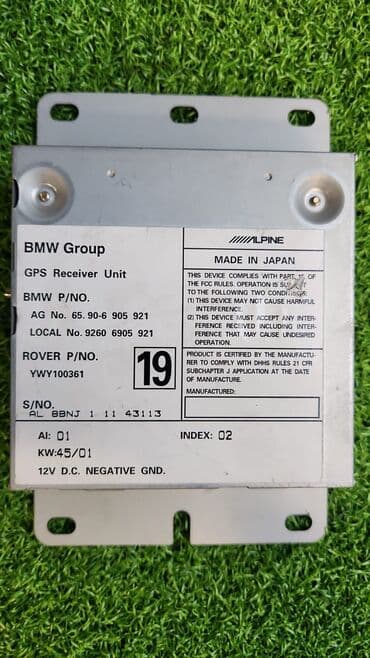 BMW Group
GPS Receiver Unit
BMW P/NO.
AG No. 65. 90-6 905 921
LOCAL No. 9260 6905 921
ROVER P/NO.
YWY100361
19
S/NO.
AL BBNJ 1 11 43113
ALPINE
MADE IN JAPAN
THIS DEVICE COMPLIES WITH PART 15 OF
THE FCC RULES. OPERATION IS SUBJECT
TO THE FOLLOWING TWO CONDITIONS:
(1) THIS DEVICE MAY NOT CAUSE HARMFUL
INTERFERENCE.
(2) THIS DEVICE MUST ACCEPT ANY INTER-
FERENCE RECEIVED INCLUDING INTER-
FERENCE THAT MAY CAUSE UNDESIRED
OPERATION.
PRODUCT IS CERTIFIED BY THE MANUFACTU-
RER TO COMPLY WITH DHHS RULES 21 CFR
SUBCHAPTER J APPLICATION AT THE DATE
OF MANUFACTURE.
MANUFACTURED:
AI: 01
INDEX: 02
KW:45/01
12V D.C. NEGATIVE GND.